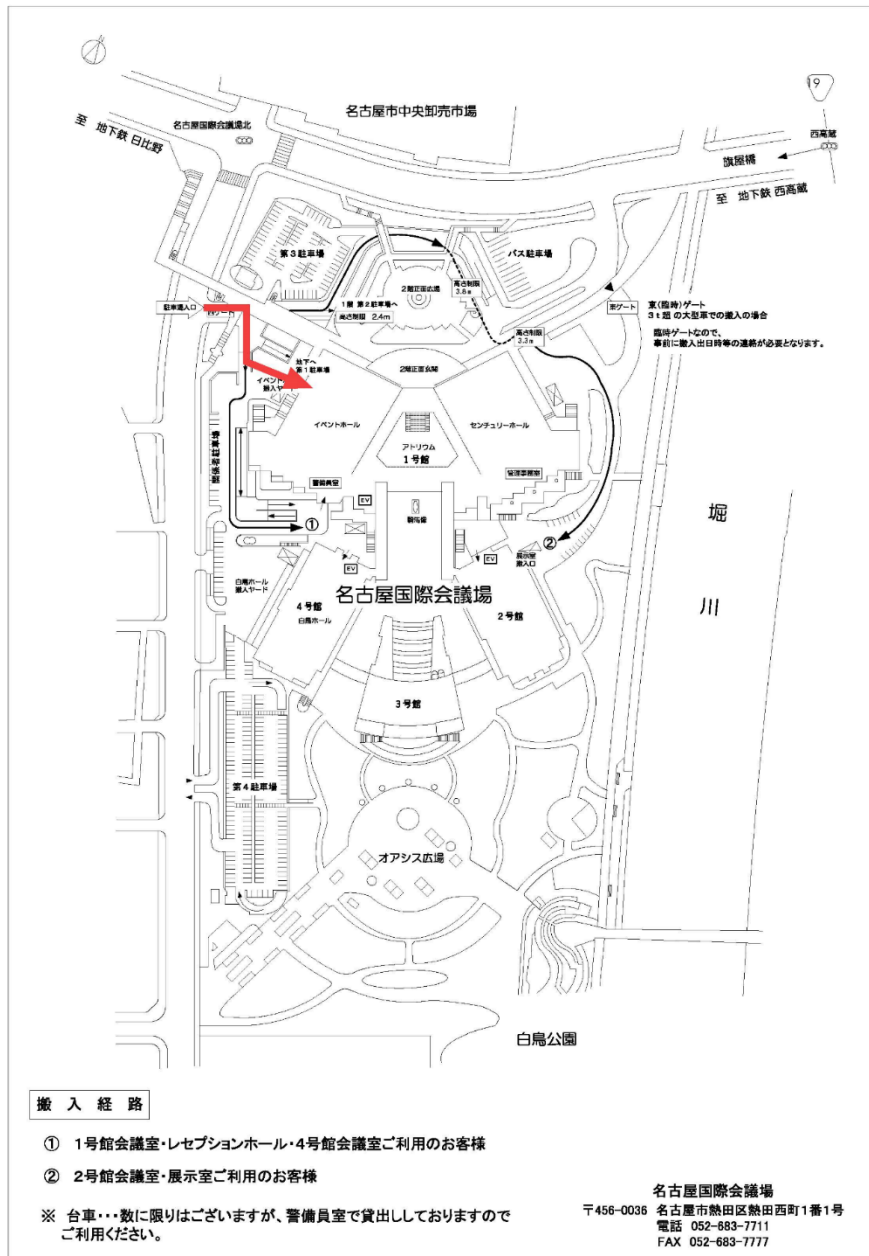 19
名古屋市中央卸売市場
西高蔵
名古屋国際会議場北
至 地下鉄 日比野
旗屋橋
至 地下鉄 西高蔵
第3駐車場
バス駐車場
2階正面広場
高さ制限
3.8m
駐車場入口
1階 第2駐車場へ
高さ制限 2.4m
東ゲート
東(臨時)ゲート
3t超の大型車での搬入の場合
臨時ゲートなので、
事前に搬入出日時等の連絡が必要となります。
高さ制限
3.3m
地下へ
第1駐車場
2階正面玄関
搬入ヤード
イベントホール
センチュリーホール
アトリウム
1号館
関係者駐車場
警備員室
管理事務室
EV
①
②
EV
EV
展示室
搬入口
堀川
白鳥ホール
搬入ヤード
名古屋国際会議場
4号館
白鳥ホール
2号館
3号館
第4駐車場
オアシス広場
白鳥公園
搬入経路
① 1号館会議室・レセプションホール・4号館会議室ご利用のお客様
② 2号館会議室・展示室ご利用のお客様
※ 台車・・・数に限りはございますが、警備員室で貸出ししておりますので
ご利用ください。
名古屋国際会議場
〒456-0036 名古屋市熱田区熱田西町1番1号
電話 052-683-7711
FAX 052-683-7777